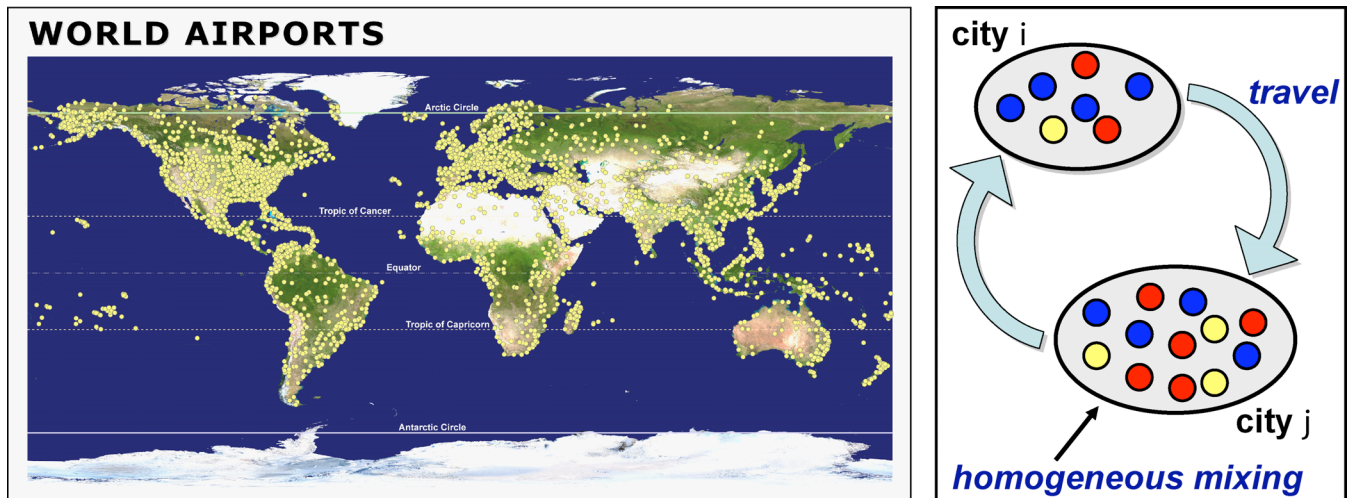 WORLD AIRPORTS
Arctic Circle
Tropic of Cancer
Equator
Tropic of Capricorn
Antarctic Circle
city i
travel
city j
homogeneous mixing